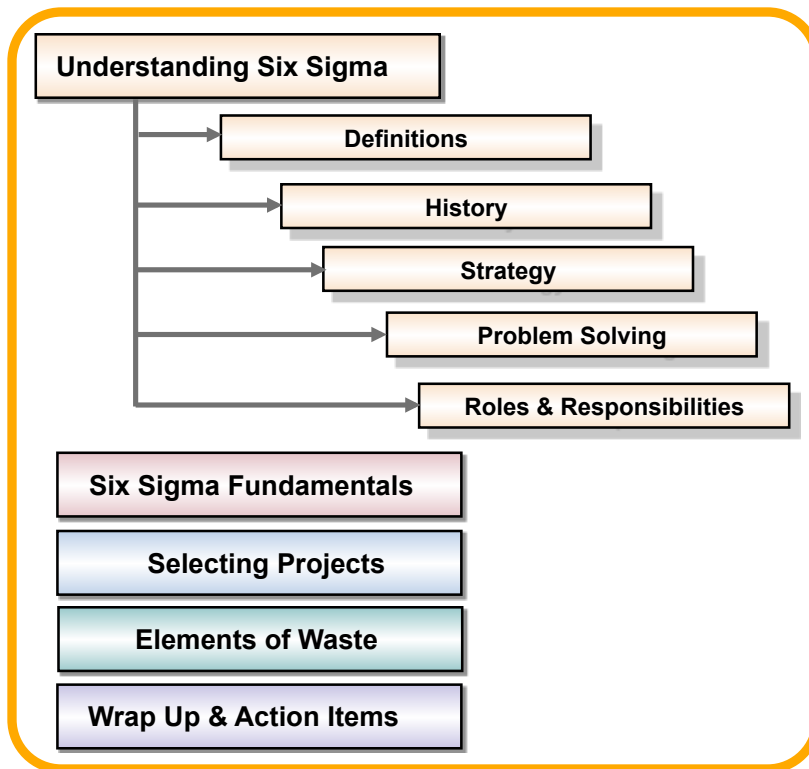 Understanding Six Sigma
Definitions
History
Strategy
Problem Solving
Roles & Responsibilities
Six Sigma Fundamentals
Selecting Projects
Elements of Waste
Wrap Up & Action Items